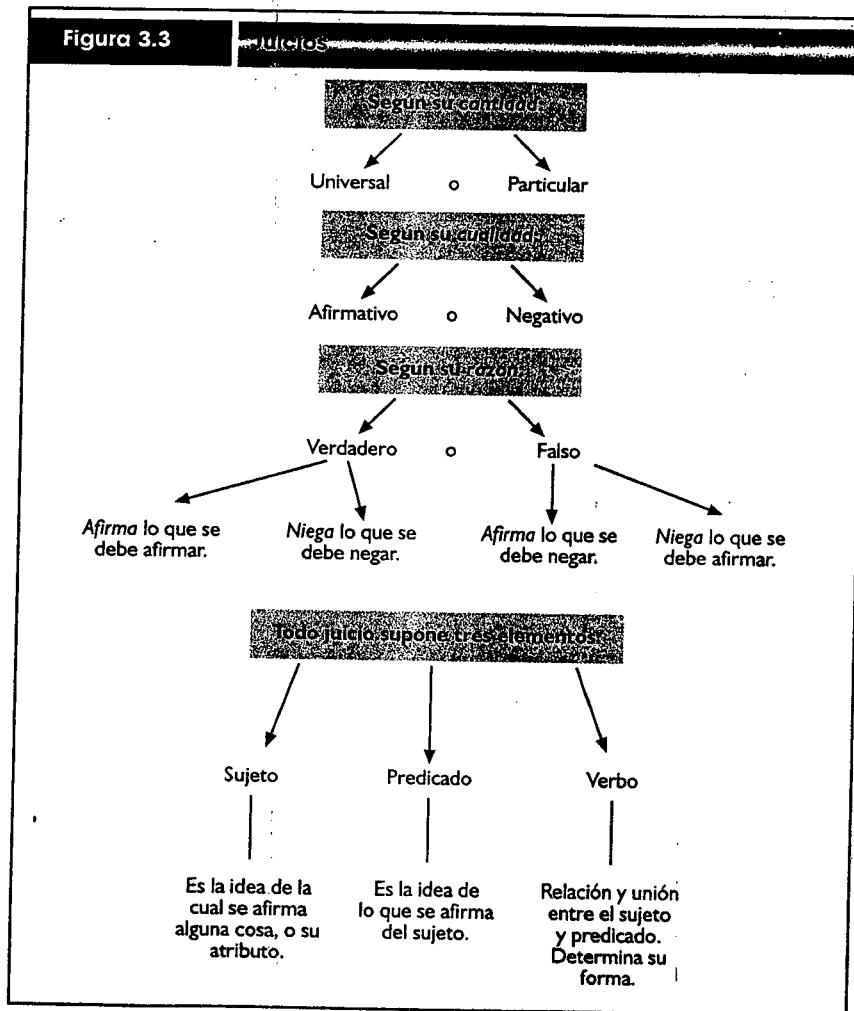 Figura 3.3
Juicios
Según su cantidad:
Universal o Particular
Según su cualidad:
Afirmativo o Negativo
Según su razón:
Verdadero o Falso
Afirma lo que se
debe afirmar.
Niega lo que se
debe negar.
Afirma lo que se
debe negar.
Niega lo que se
debe afirmar.
Todo juicio supone tres elementos:
Sujeto
Predicado
Verbo
Es la idea de la
cual se afirma
alguna cosa, o su
atributo.
Es la idea de
lo que se afirma
del sujeto.
Relación y unión
entre el sujeto
y predicado.
Determina su
forma.